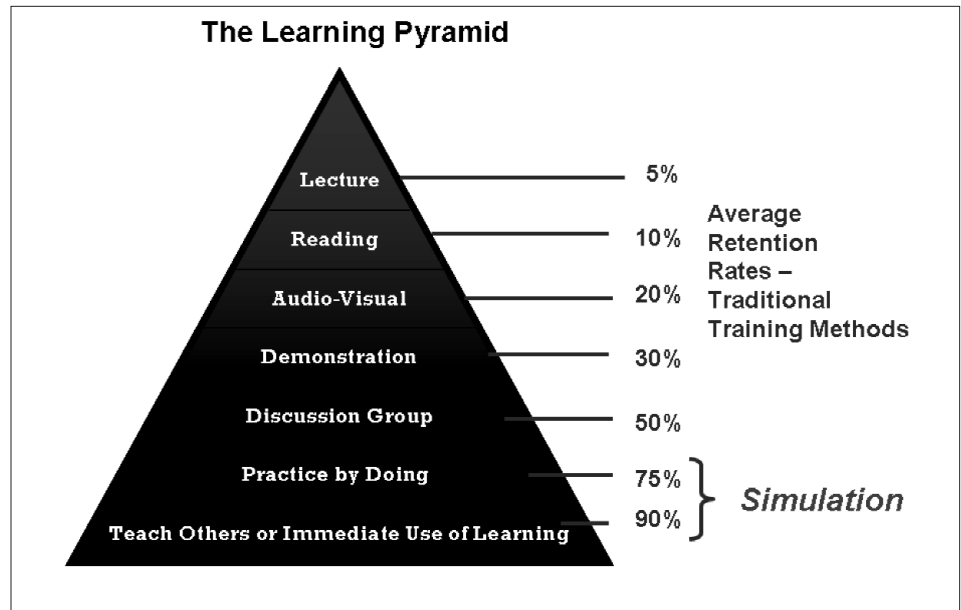 The Learning Pyramid
Lecture
5%
Reading
10%
Audio-Visual
20%
Demonstration
30%
Discussion Group
50%
Practice by Doing
75%
Teach Others or Immediate Use of Learning
90%
Average
Retention
Rates –
Traditional
Training Methods
Simulation